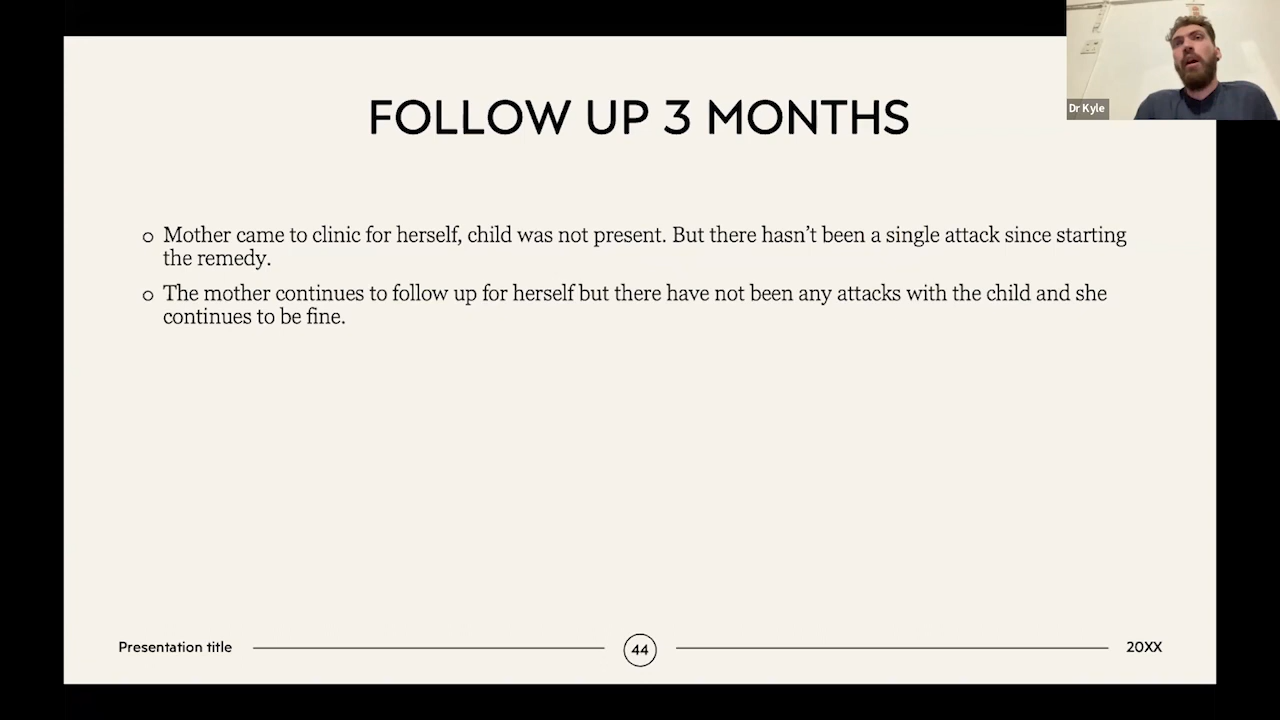 Dr Kyle
FOLLOW UP 3 MONTHS
o Mother came to clinic for herself, child was not present. But there hasn’t been a single attack since starting
the remedy.
o The mother continues to follow up for herself but there have not been any attacks with the child and she
continues to be fine.
Presentation title
44
20XX